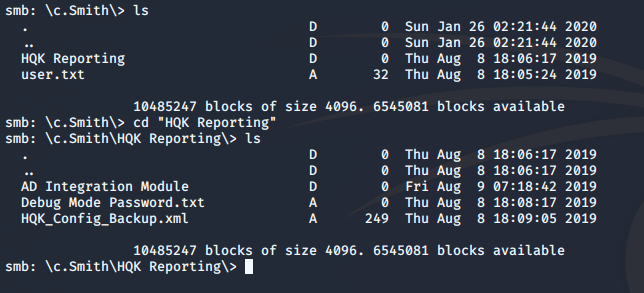 smb: \c.Smith\> ls
. D 0 Sun Jan 26 02:21:44 2020
.. D 0 Sun Jan 26 02:21:44 2020
HQK Reporting D 0 Thu Aug 8 18:06:17 2019
user.txt A 32 Thu Aug 8 18:05:24 2019
10485247 blocks of size 4096. 6545081 blocks available
smb: \c.Smith\> cd "HQK Reporting"
smb: \c.Smith\HQK Reporting\> ls
. D 0 Thu Aug 8 18:06:17 2019
.. D 0 Thu Aug 8 18:06:17 2019
AD Integration Module D 0 Fri Aug 9 07:18:42 2019
Debug Mode Password.txt A 0 Thu Aug 8 18:08:17 2019
HQK_Config_Backup.xml A 249 Thu Aug 8 18:09:05 2019
10485247 blocks of size 4096. 6545081 blocks available
smb: \c.Smith\HQK Reporting\>